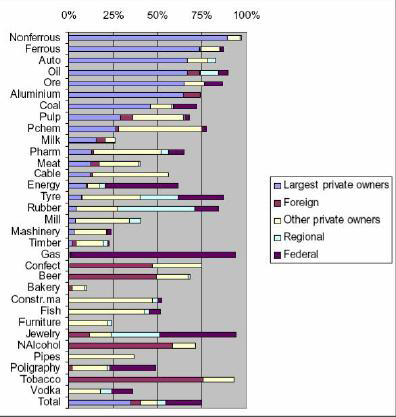 0% 25% 50% 75% 100%
Nonferrous
Ferrous
Auto
Oil
Ore
Aluminium
Coal
Pulp
Pchem
Milk
Pharm
Meat
Cable
Energy
Tyre
Rubber
Mill
Mashinery
Timber
Gas
Confect
Beer
Bakery
Constr.ma
Fish
Furniture
Jewelry
NAlcohol
Pipes
Poligraphy
Tobacco
Vodka
Total
Largest private owners
Foreign
Other private owners
Regional
Federal